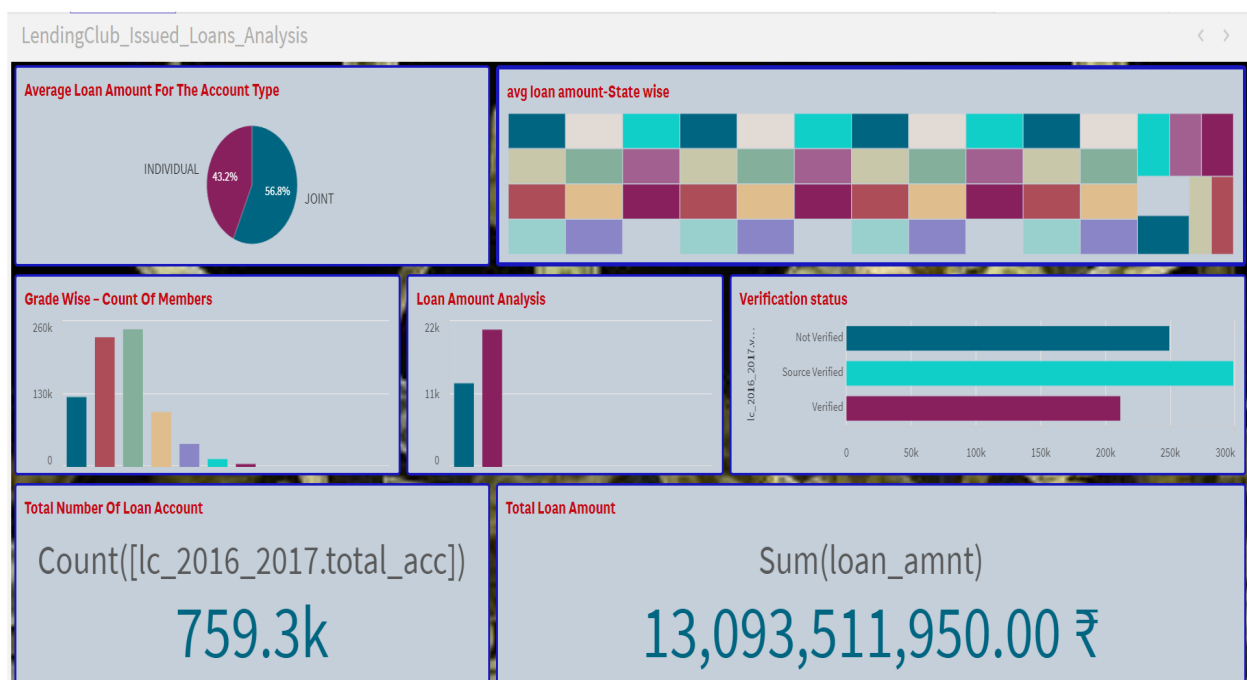 LendingClub_Issued_Loans_Analysis
Average Loan Amount For The Account Type
INDIVIDUAL
43.2%
56.8%
JOINT
avg loan amount-State wise
Grade Wise – Count Of Members
260k
130k
0
Loan Amount Analysis
22k
11k
0
Verification status
lc_2016_2017.v...
Not Verified
Source Verified
Verified
0 50k 100k 150k 200k 250k 300k
Total Number Of Loan Account
Count([lc_2016_2017.total_acc])
759.3k
Total Loan Amount
Sum(loan_amnt)
13,093,511,950.00 ₹